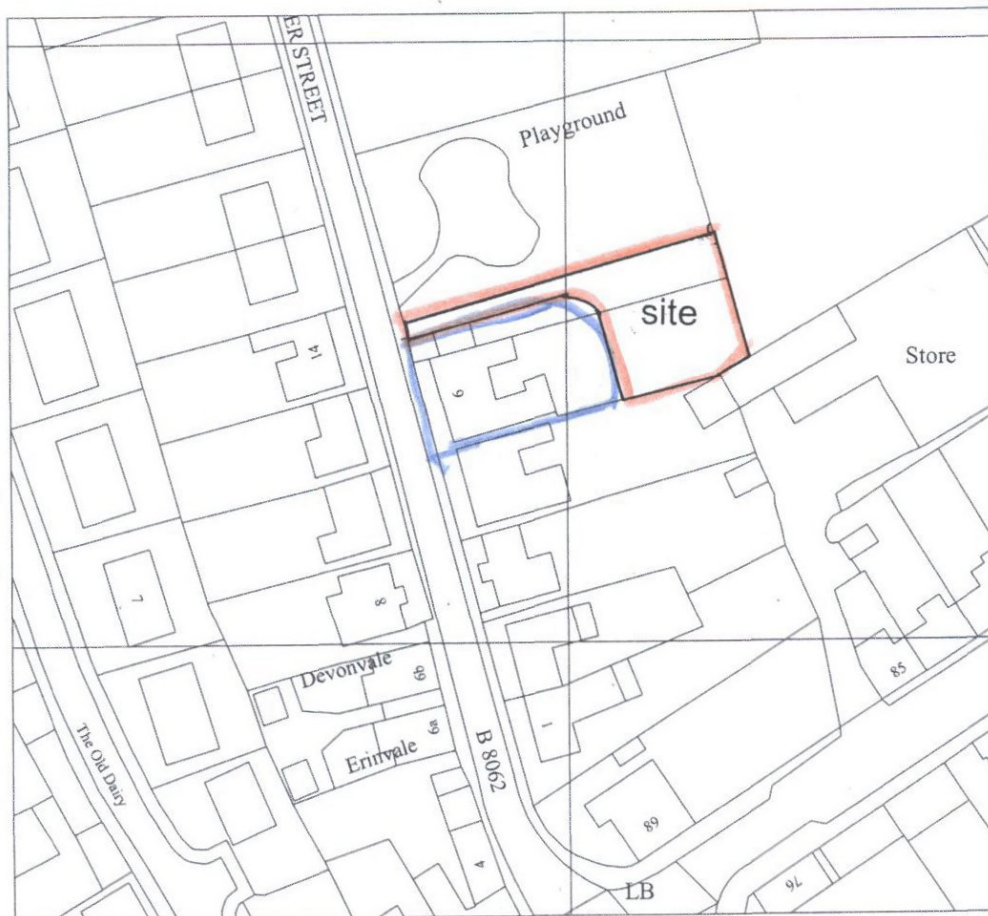 ER STREET
Playground
site
14
Store
9
7
8
Devonvale
6b
85
6a
1
Erinvale
B 8062
The Old Dairy
89
4
76
LB